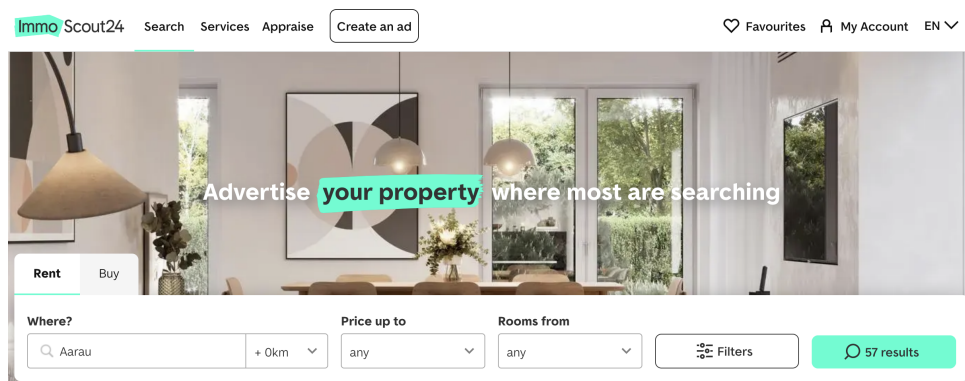 ImmoScout24 Search Services Appraise Create an ad Favourites My Account EN
Advertise your property where most are searching
Rent Buy
Where? Price up to Rooms from
Aarau + 0km any any Filters 57 results